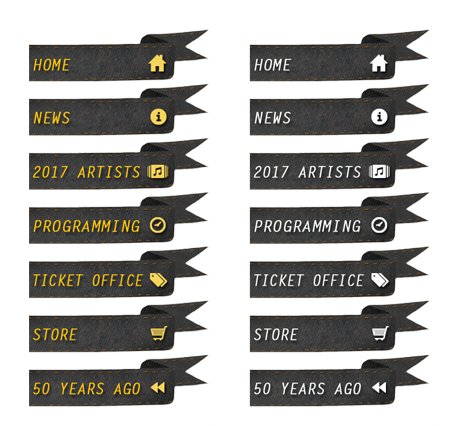 HOME
HOME
NEWS
NEWS
2017 ARTISTS
2017 ARTISTS
PROGRAMMING
PROGRAMMING
TICKET OFFICE
TICKET OFFICE
STORE
STORE
50 YEARS AGO
50 YEARS AGO